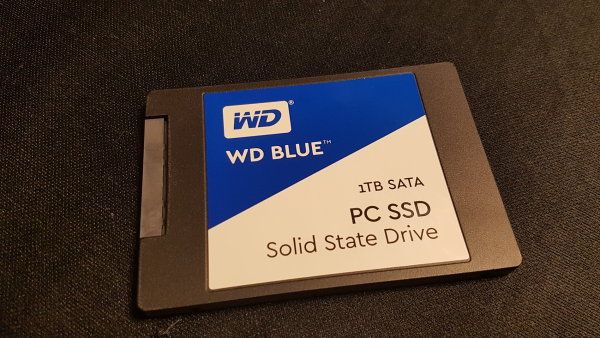 WD®
WD BLUE™
1TB SATA
PC SSD
Solid State Drive